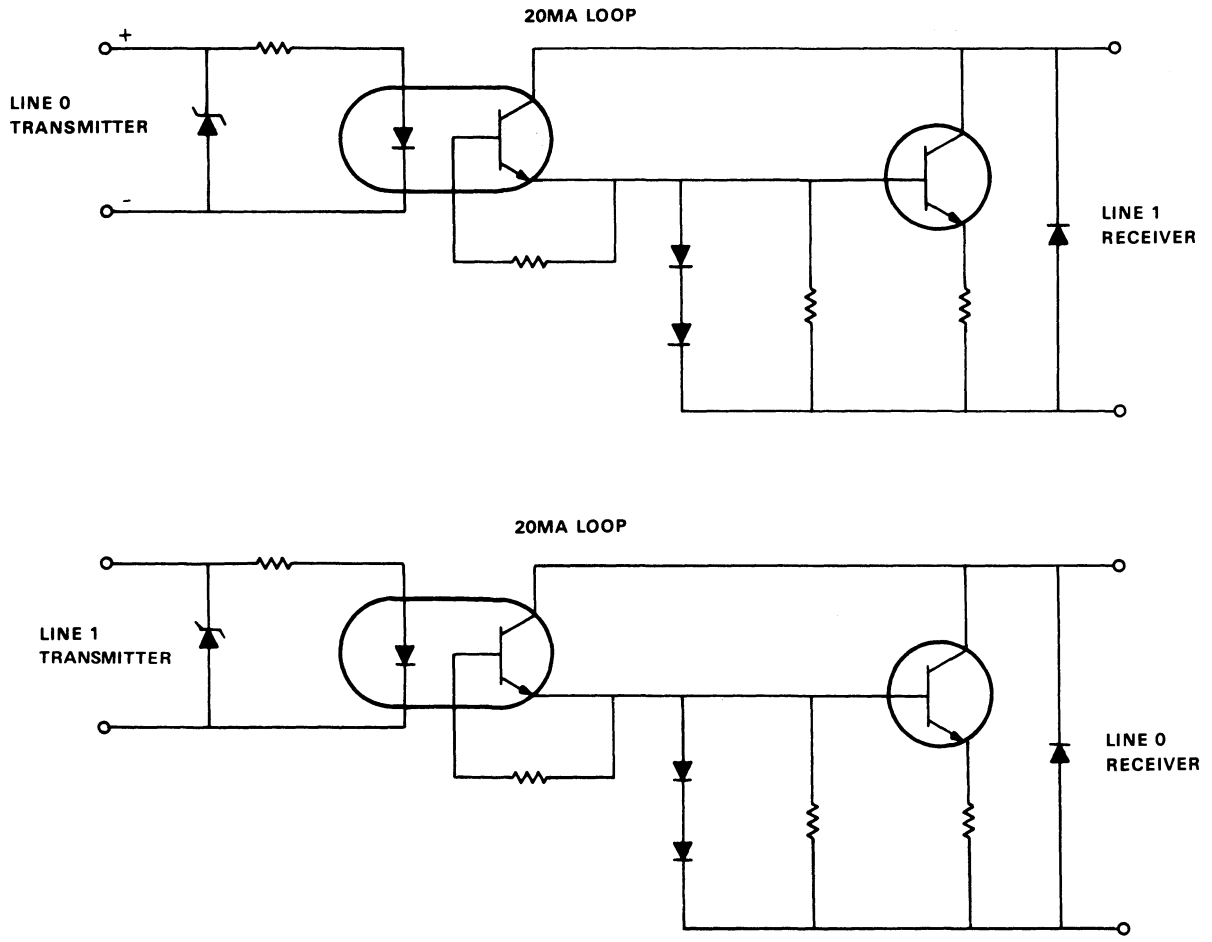 20MA LOOP
+
LINE 0
TRANSMITTER
-
LINE 1
RECEIVER
20MA LOOP
LINE 1
TRANSMITTER
LINE 0
RECEIVER